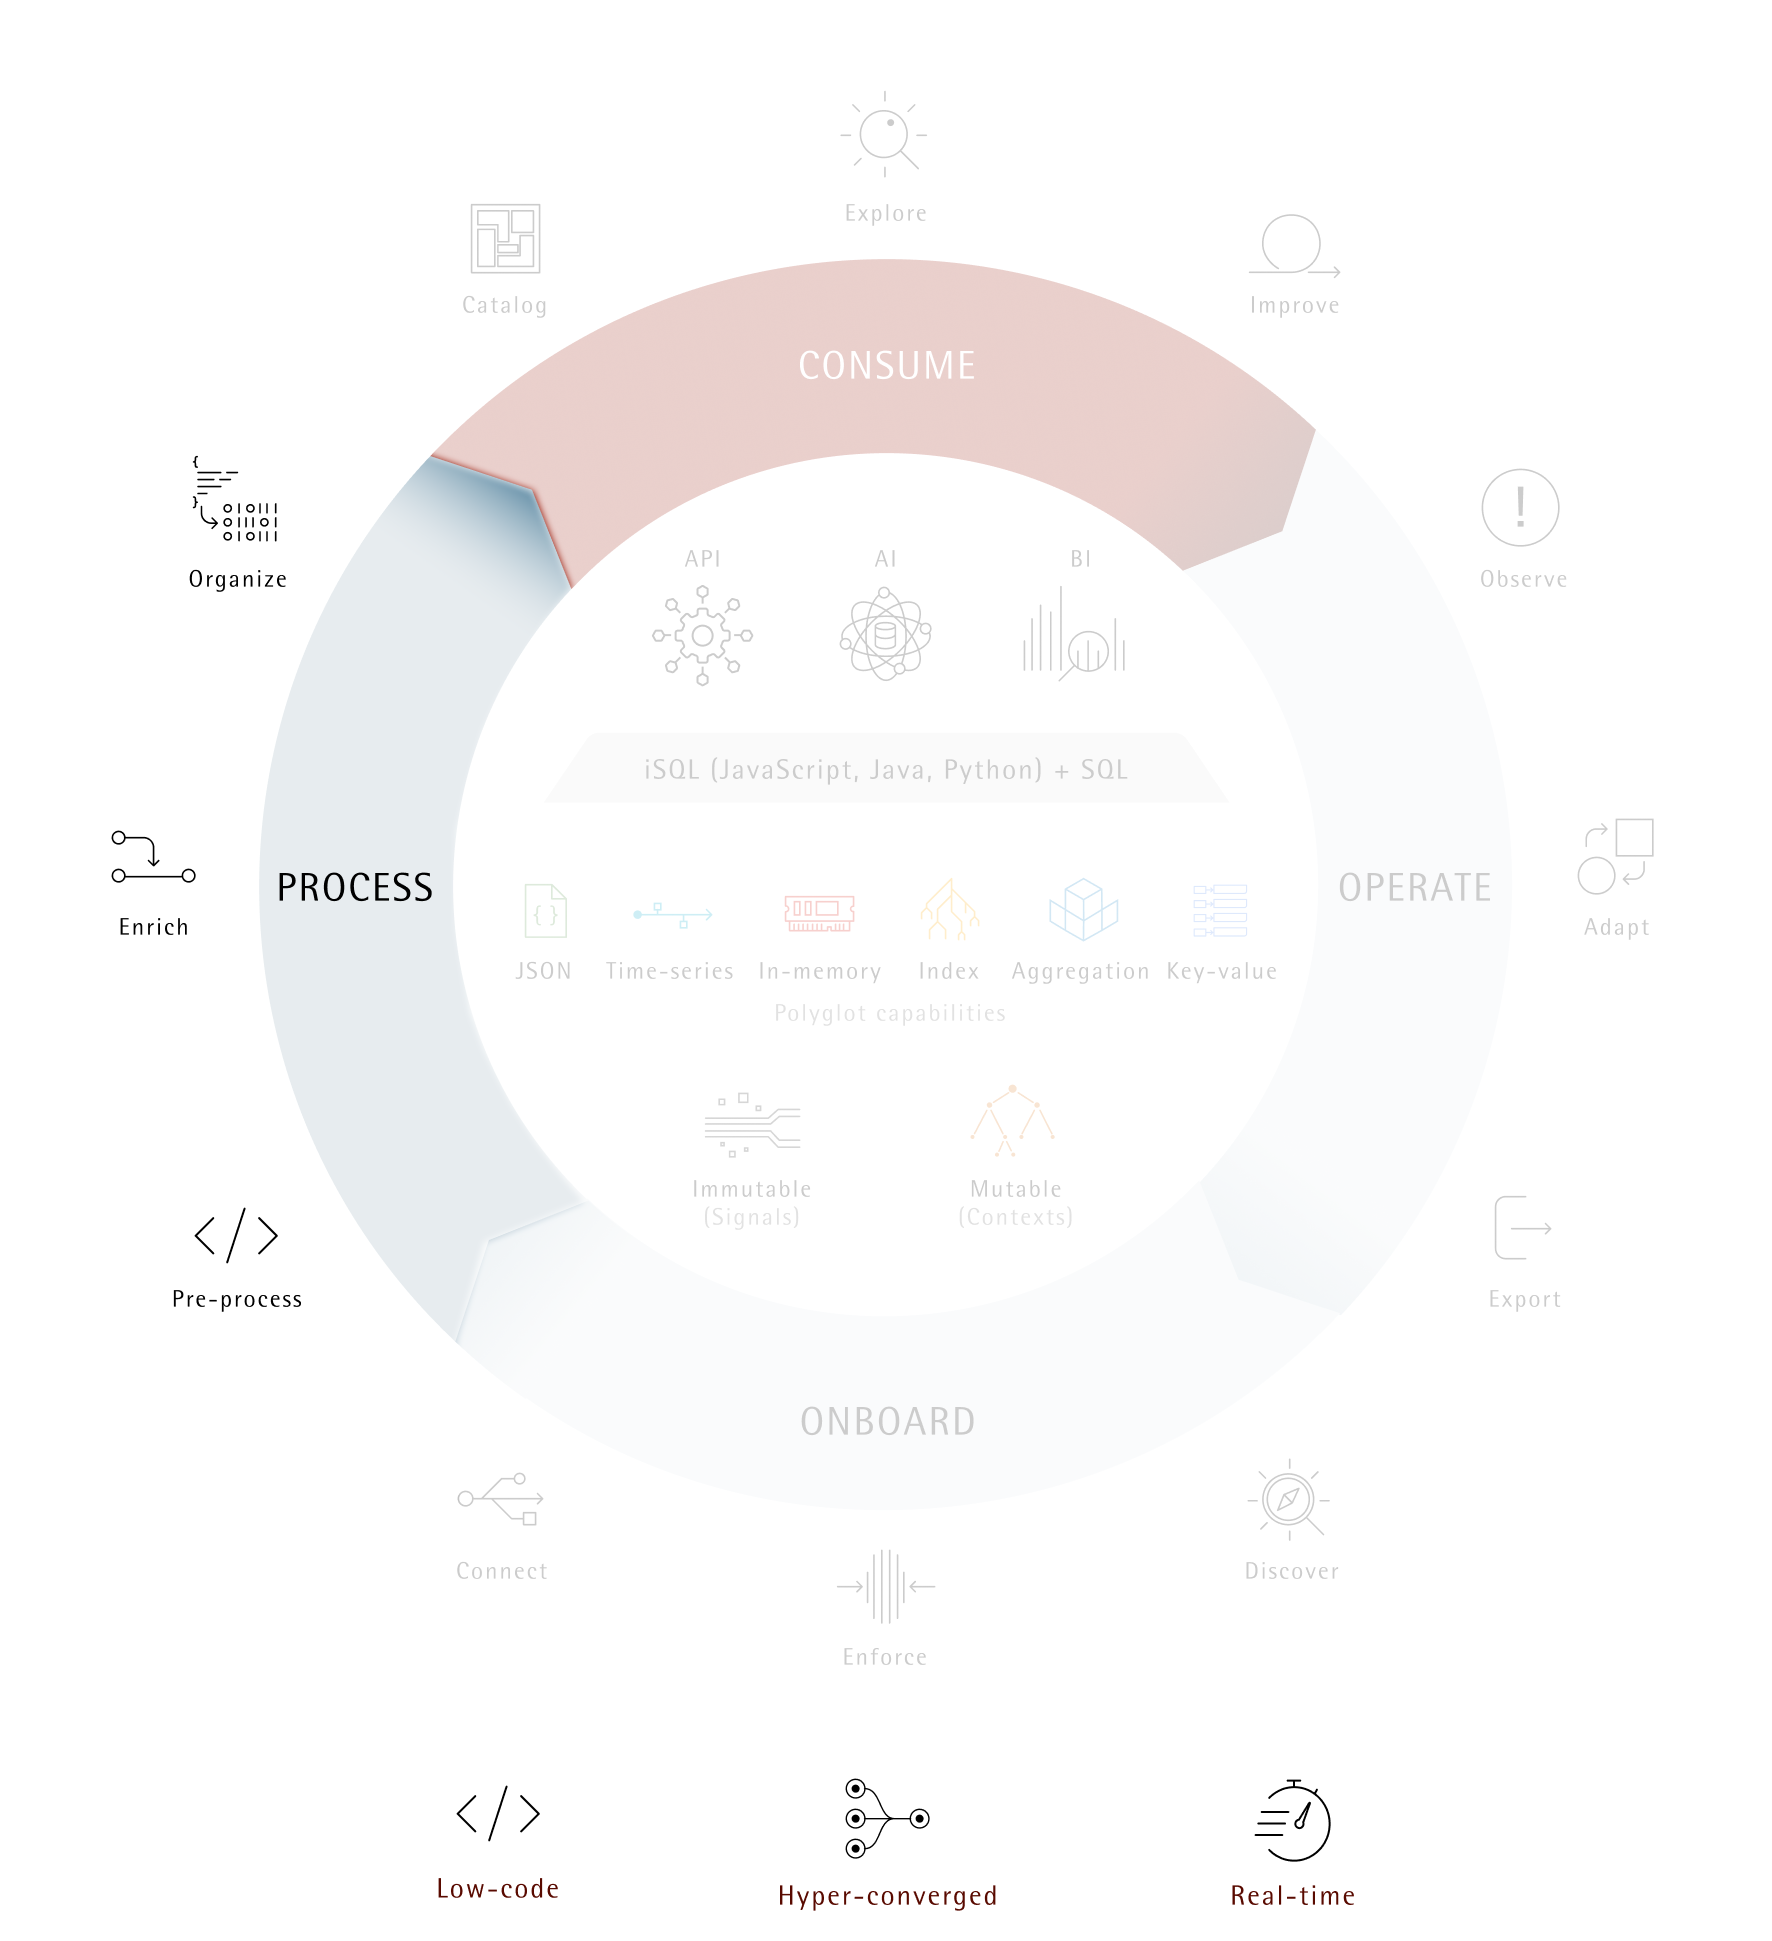 Explore
Catalog
Improve
CONSUME
Organize
Observe
API
AI
BI
iSQL (JavaScript, Java, Python) + SQL
PROCESS
OPERATE
Enrich
Adapt
{ }
JSON
Time-series
In-memory
Index
Aggregation
Key-value
Polyglot capabilities
Immutable
(Signals)
Mutable
(Contexts)
Pre-process
Export
ONBOARD
Connect
Discover
Enforce
Low-code
Hyper-converged
Real-time